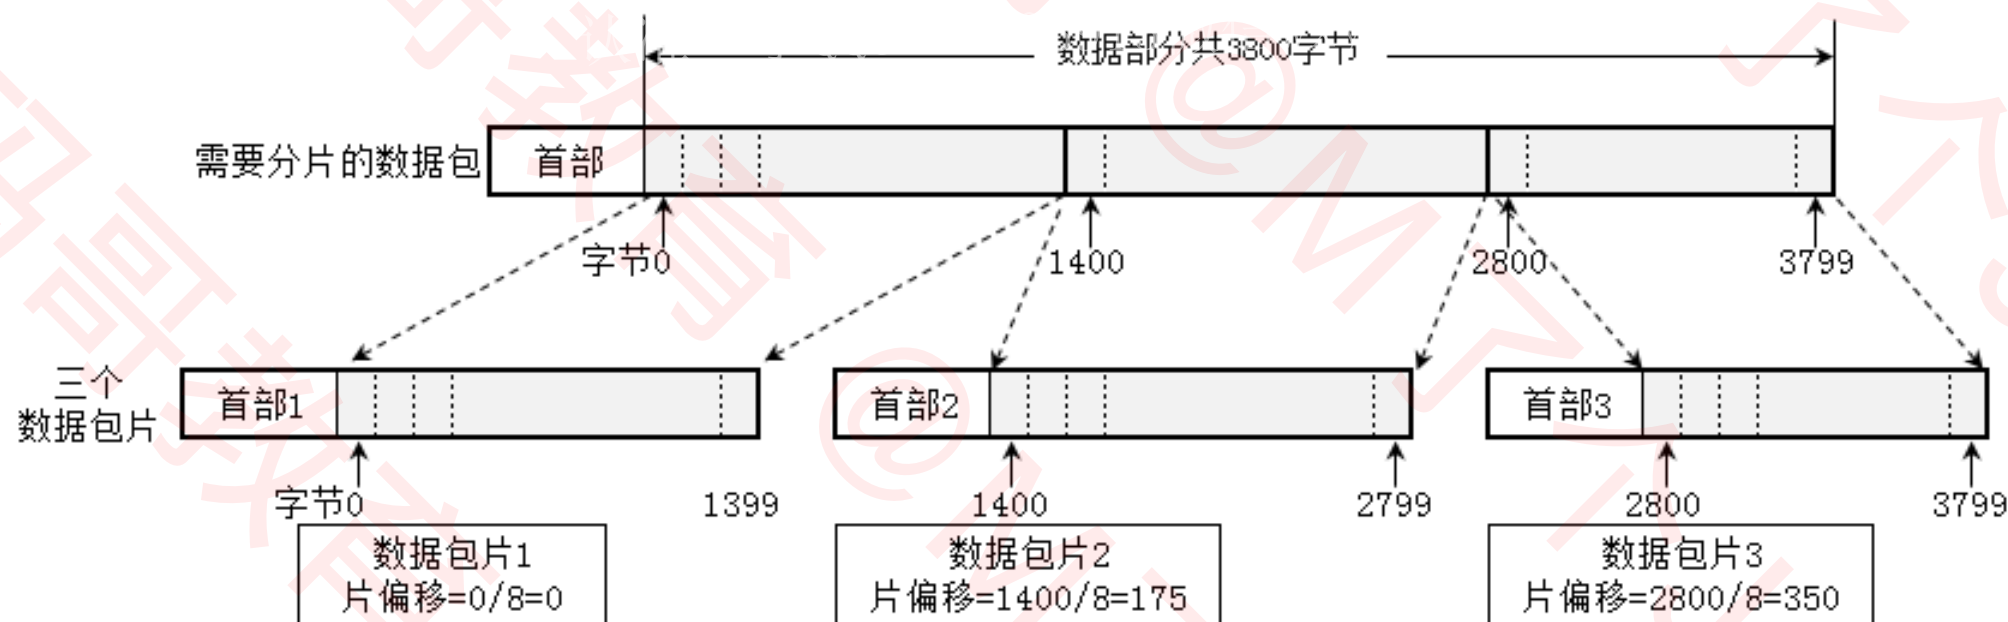 数据部分共3800字节
需要分片的数据包
首部
字节0
1400
2800
3799
三个
数据包片
首部1
首部2
首部3
字节0
1399
1400
2799
2800
3799
数据包片1
片偏移=0/8=0
数据包片2
片偏移=1400/8=175
数据包片3
片偏移=2800/8=350